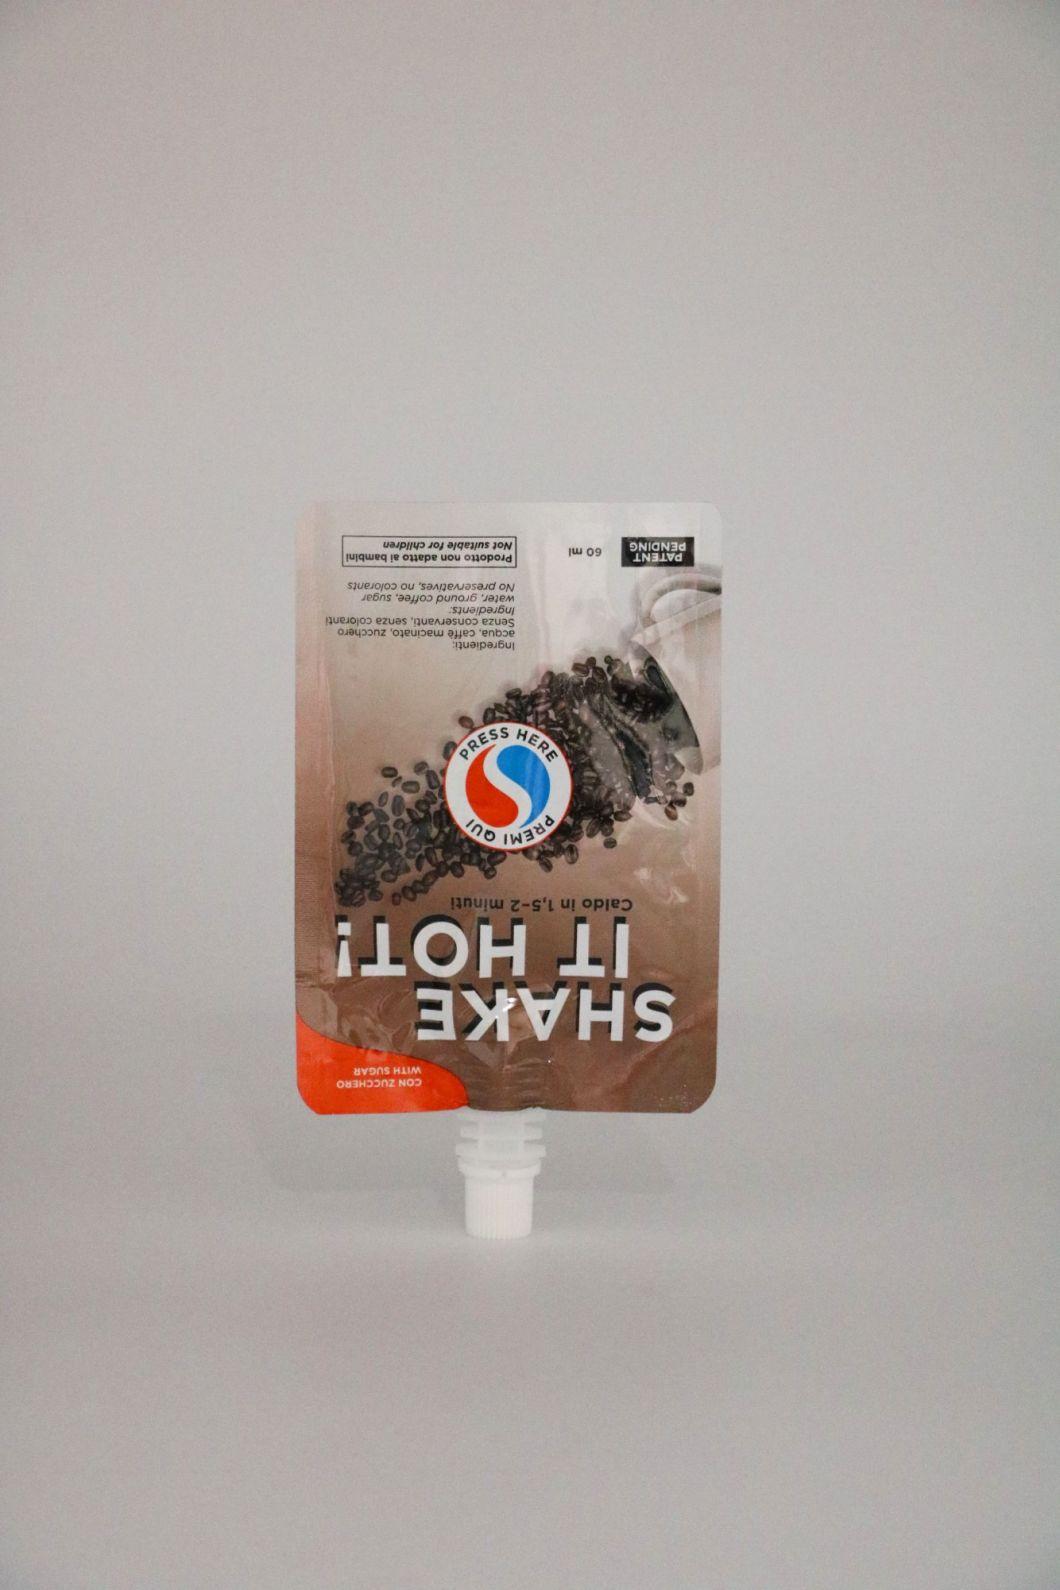 CON ZUCCHERO
WITH SUGAR
SHAKE
IT HOT!
Caldo in 1,5-2 minuti
PREMI QUI
PRESS HERE
Ingredienti:
acqua, caffè macinato, zucchero
Senza conservanti, senza coloranti
Ingredients:
water, ground coffee, sugar
No preservatives, no colorants
Prodotto non adatto ai bambini
Not suitable for children
60 ml
PATENT
PENDING